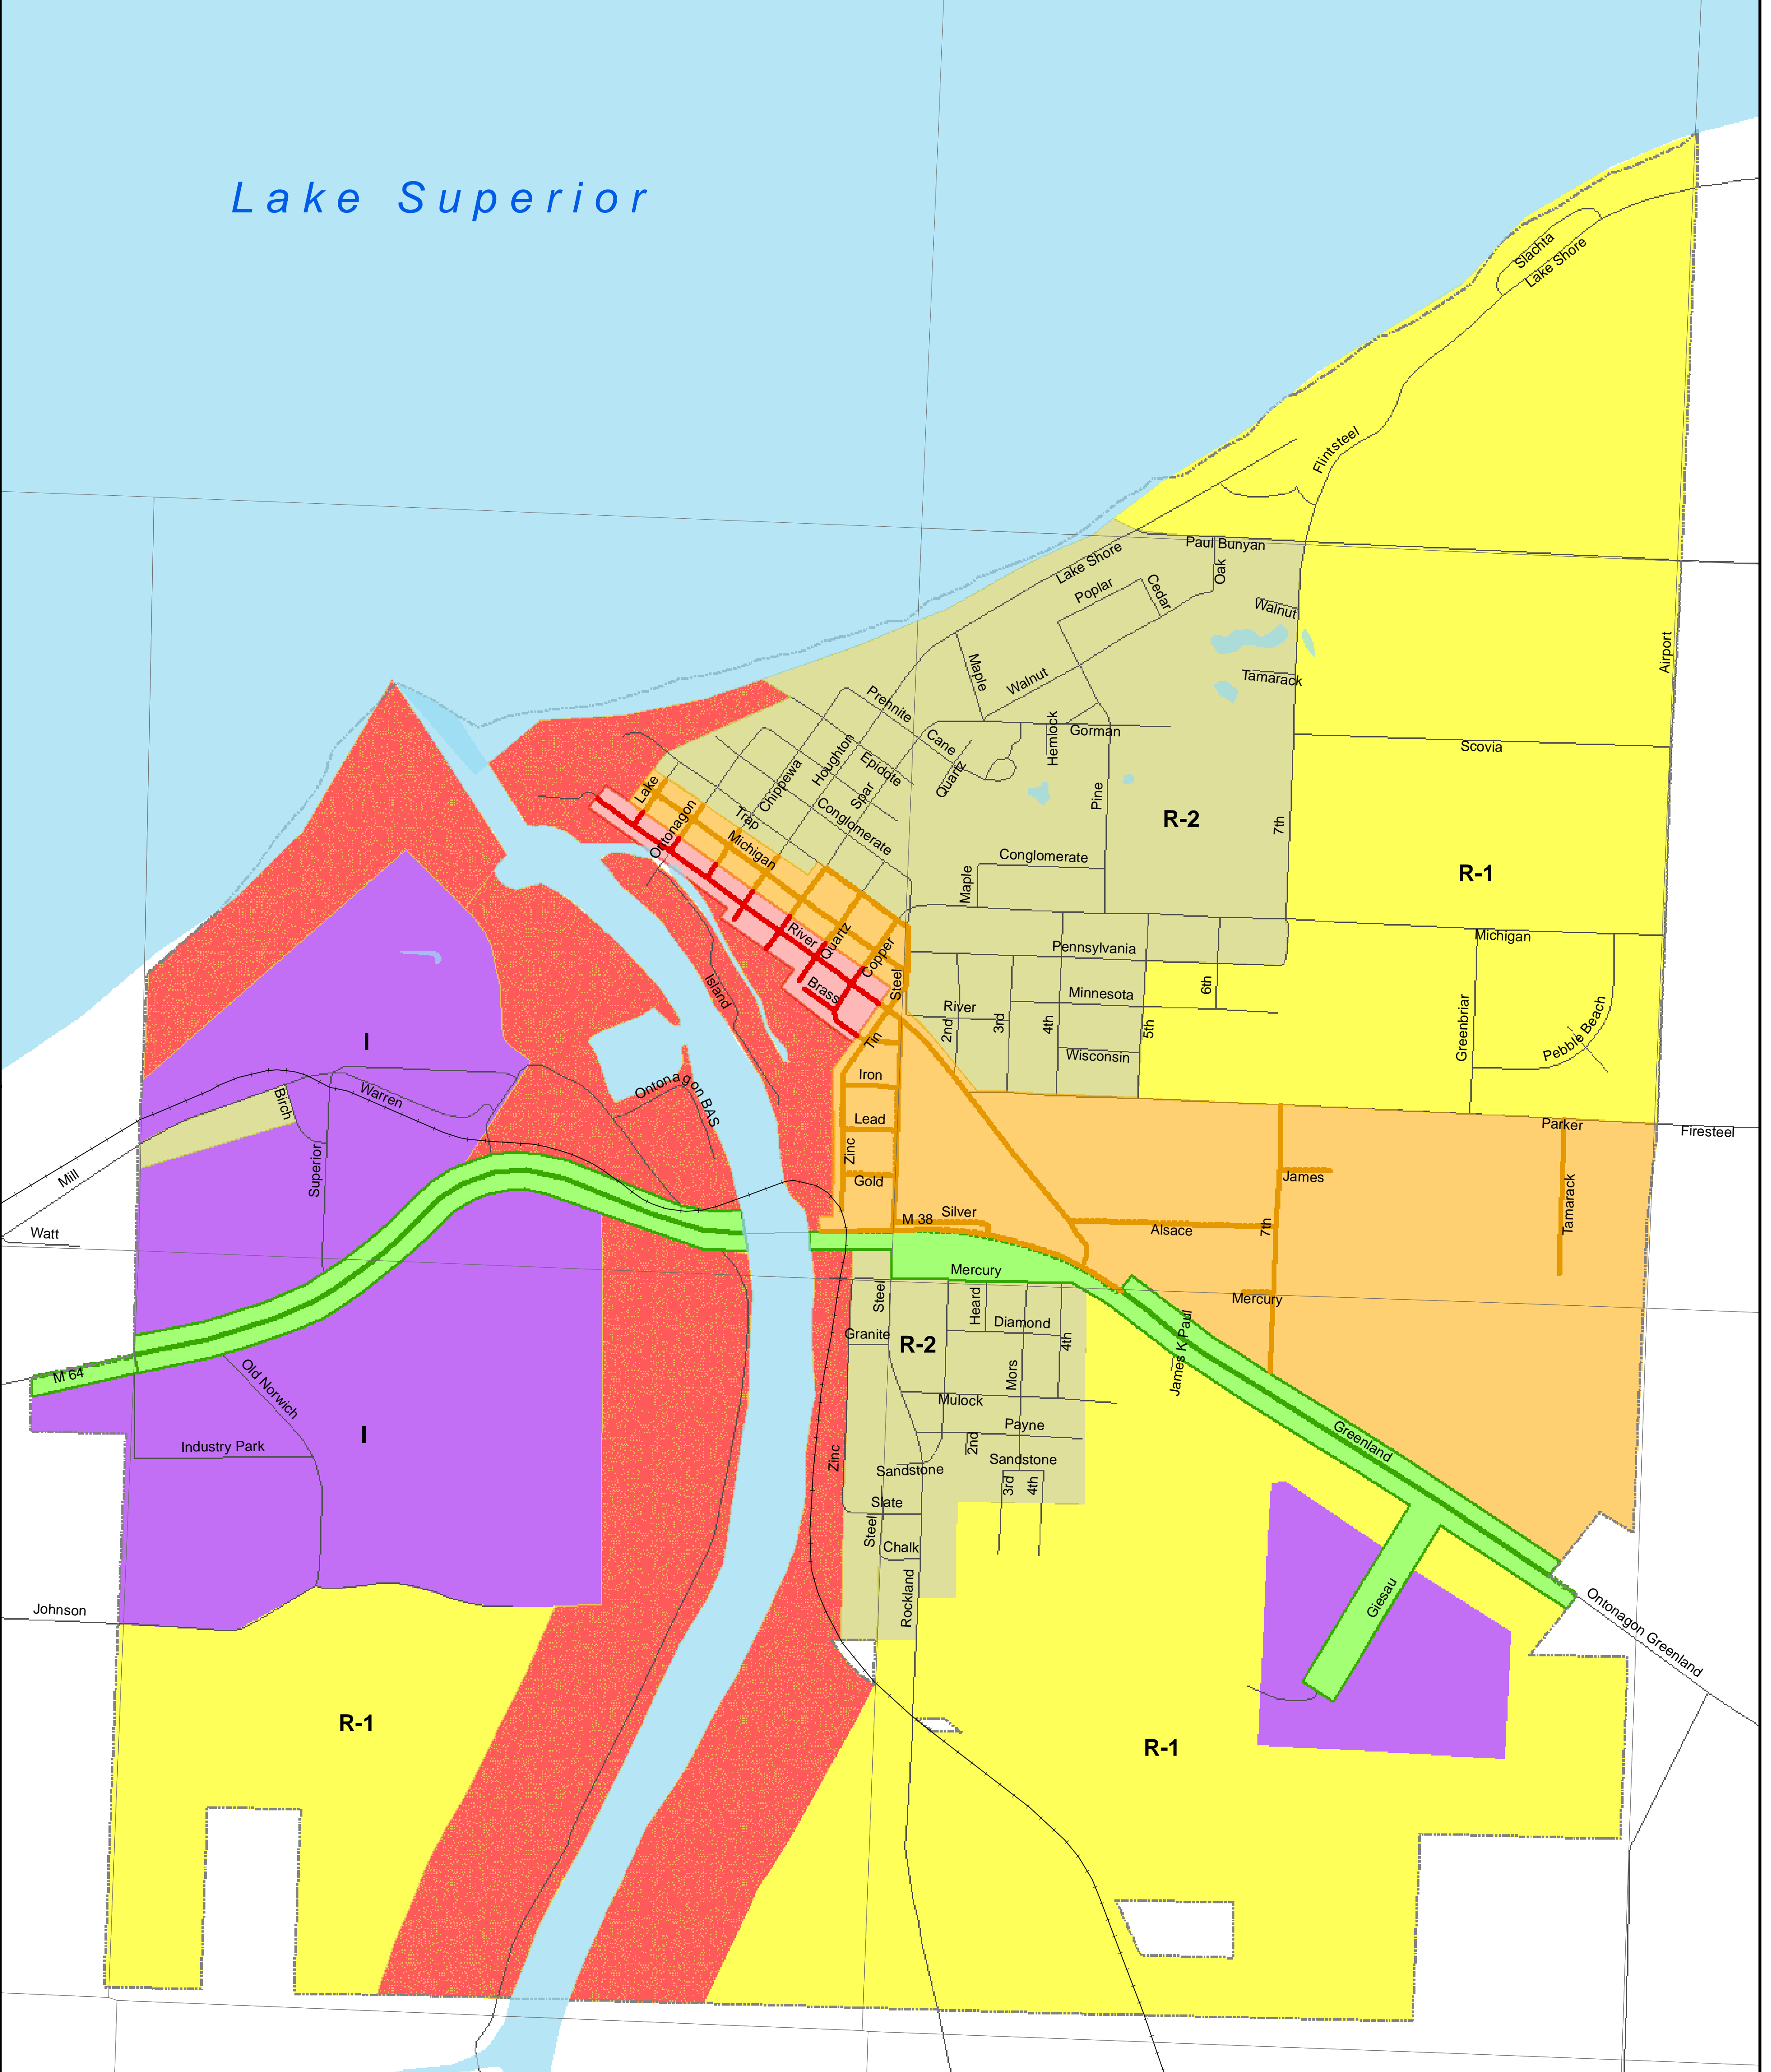 Lake Superior
Slachta
Lake Shore
Flintsteel
Paul Bunyan
Lake Shore
Oak
Poplar
Cedar
Walnut
Airport
Maple
Walnut
Tamarack
Prehnite
Hemlock
Gorman
Cane
Scovia
Houghton
Epidote
Chippewa
Quartz
Lake
Spar
Pine
Ontonagon
Trap
Conglomerate
R-2
7th
Michigan
Conglomerate
R-1
Maple
River
Quartz
Michigan
Copper
Pennsylvania
Island
Brass
Steel
6th
Minnesota
River
2nd
3rd
4th
5th
Greenbriar
Pebble Beach
I
Tin
Wisconsin
Iron
Ontonagon BAS
Birch
Warren
Lead
Parker
Firesteel
Zinc
Mill
Superior
Gold
James
Tamarack
Silver
M 38
Alsace
7th
Watt
Mercury
Steel
Heard
Mercury
Diamond
Granite
R-2
4th
James K Paul
M 64
Mors
Old Norwich
Mulock
I
Payne
Greenland
2nd
Industry Park
Zinc
Sandstone
Sandstone
3rd
4th
Slate
Steel
Chalk
Rockland
Giesau
Johnson
Ontonagon Greenland
R-1
R-1